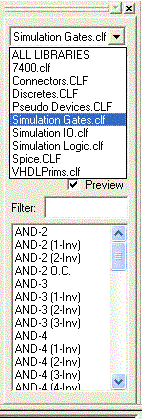 Simulation Gates.clf
ALL LIBRARIES
7400.clf
Connectors.CLF
Discretes.CLF
Pseudo Devices.CLF
Simulation Gates.clf
Simulation IO.clf
Simulation Logic.clf
Spice.CLF
VHDLPrims.clf
Preview
Filter:
AND-2
AND-2 (1-Inv)
AND-2 (2-Inv)
AND-2 O.C.
AND-3
AND-3 (1-Inv)
AND-3 (2-Inv)
AND-3 (3-Inv)
AND-4
AND-4 (1-Inv)
AND-4 (2-Inv)
AND-4 (3-Inv)
AND-4 (4-Inv)